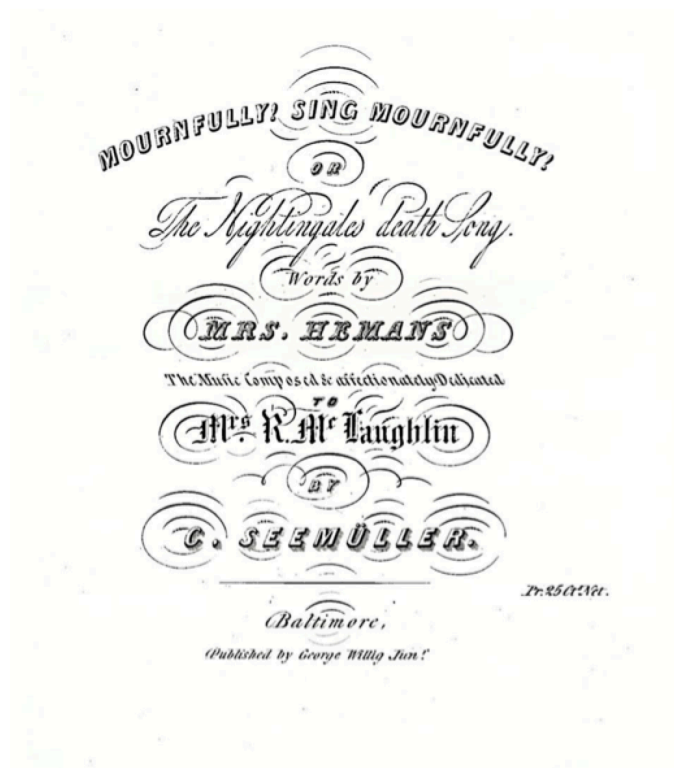 MOURNFULLY! SING MOURNFULLY!
OR
The Nightingales death Song.
Words by
MRS. HEMANS
The Music Composed & affectionately Dedicated
TO
Mrs. R. Mc Laughlin
BY
C. SEEMÜLLER.
Pr. 25 Ct. Net.
Baltimore,
Published by George Willig Junr.